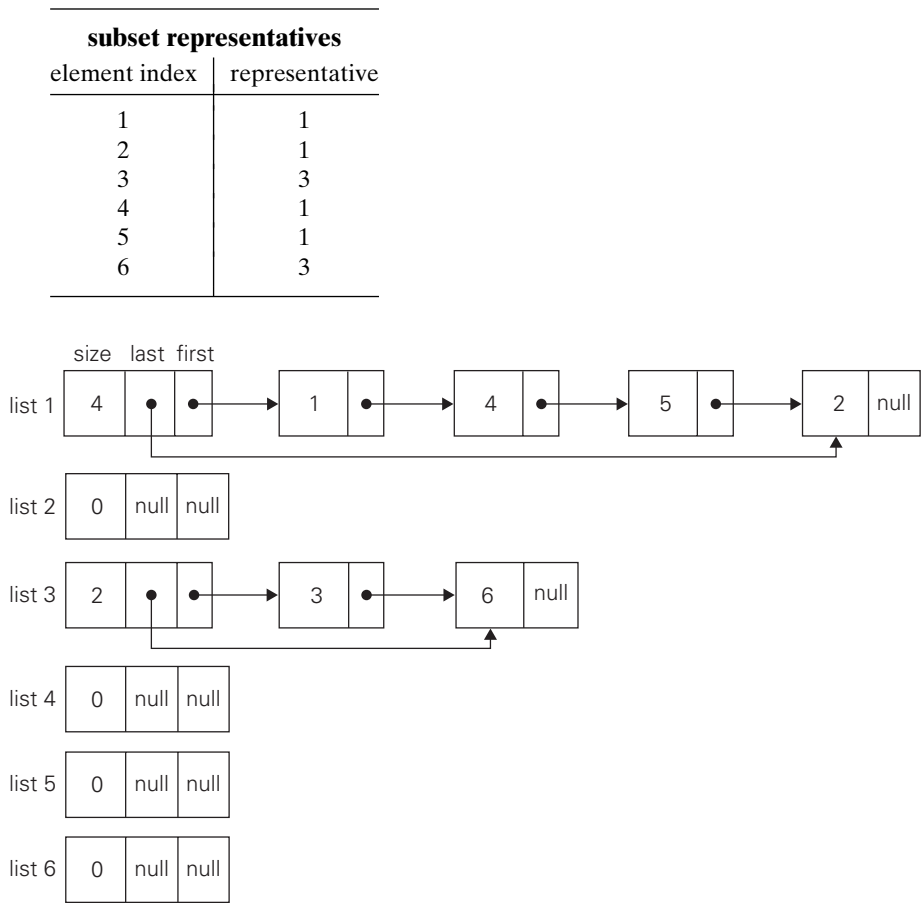 subset representatives
element index representative
1 1
2 1
3 3
4 1
5 1
6 3
size last first
list 1 4 1 4 5 2 null
list 2 0 null null
list 3 2 3 6 null
list 4 0 null null
list 5 0 null null
list 6 0 null null